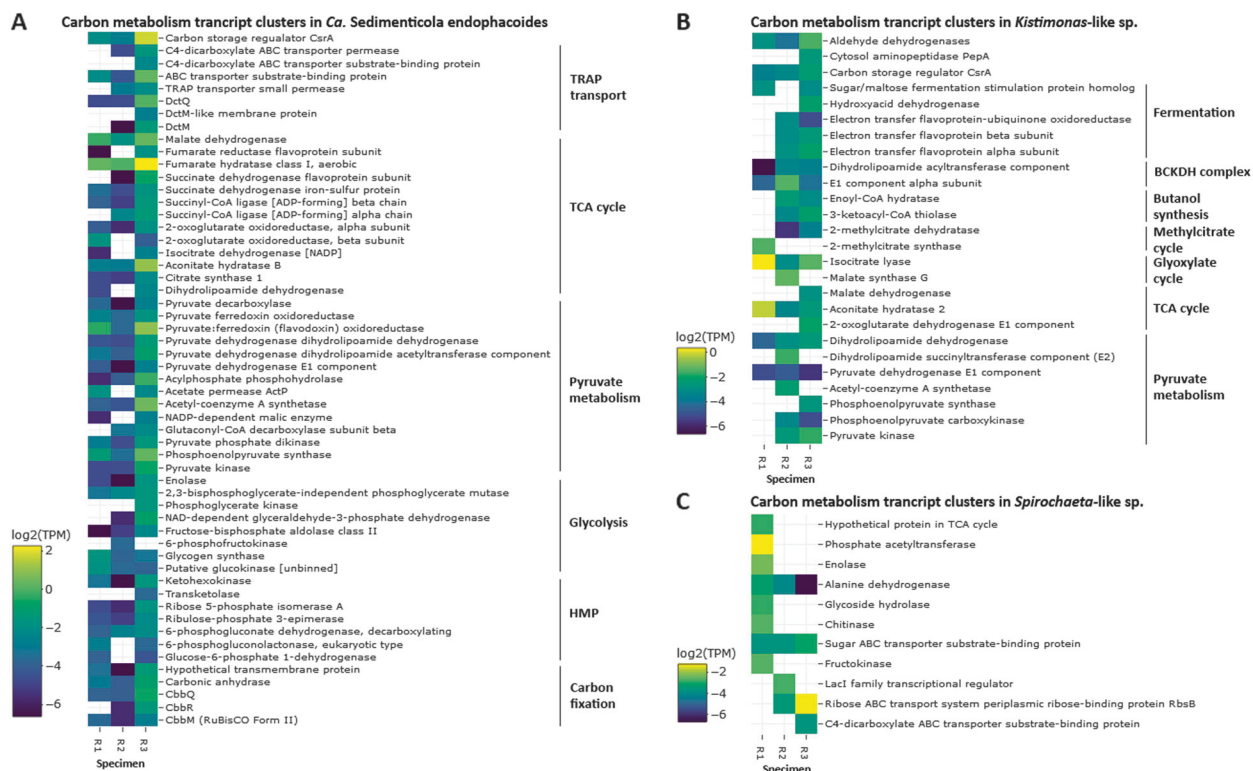 A
Carbon metabolism trancript clusters in Ca. Sedimenticola endophacoides
Carbon storage regualator CsrA
C4-dicarboxylate ABC transporter permease
C4-dicarboxylate ABC transporter substrate-binding protein
ABC transporter substrate-binding protein
TRAP transporter small permease
DctQ
DctM-like membrane protein
DctM
Malate dehydrogenase
Fumarate reductase flavoprotein subunit
Fumarate hydratase class I, aerobic
Succinate dehydrogenase flavoprotein subunit
Succinate dehydrogenase iron-sulfur protein
Succinyl-CoA ligase [ADP-forming] beta chain
Succinyl-CoA ligase [ADP-forming] alpha chain
2-oxoglutarate oxidoreductase, alpha subunit
2-oxoglutarate oxidoreductase, beta subunit
Isocitrate dehydrogenase [NADP]
Aconitate hydratase B
Citrate synthase 1
Dihydrolipoamide dehydrogenase
Pyruvate decarboxylase
Pyruvate ferredoxin oxidoreductase
Pyruvate:ferredoxin (flavodoxin) oxidoreductase
Pyruvate dehydrogenase dihydrolipoamide dehydrogenase
Pyruvate dehydrogenase dihydrolipoamide acetyltransferase component
Pyruvate dehydrogenase E1 component
Acylphosphate phosphohydrolase
Acetate permease ActP
Acetyl-coenzyme A synthetase
NADP-dependent malic enzyme
Glutaconyl-CoA decarboxylase subunit beta
Pyruvate phosphate dikinase
Phosphoenolpyruvate synthase
Pyruvate kinase
Enolase
2,3-bisphosphoglycerate-independent phosphoglycerate mutase
Phosphoglycerate kinase
NAD-dependent glyceraldehyde-3-phosphate dehydrogenase
Fructose-bisphosphate aldolase class II
6-phosphofructokinase
Glycogen synthase
Putative glucokinase [unbinned]
Ketohexokinase
Transketolase
Ribose 5-phosphate isomerase A
Ribulose-phosphate 3-epimerase
6-phosphogluconate dehydrogenase, decarboxylating
6-phosphogluconolactonase, eukaryotic type
Glucose-6-phosphate 1-dehydrogenase
Hypothetical transmembrane protein
Carbonic anhydrase
CbbQ
CbbR
CbbM (RuBisCO Form II)
TRAP
transport
TCA cycle
Pyruvate
metabolism
Glycolysis
HMP
Carbon
fixation
log2(TPM)
2
0
−2
−4
−6
R1
R2
R3
Specimen
B
Carbon metabolism trancript clusters in Kistimonas-like sp.
Aldehyde dehydrogenases
Cytosol aminopeptidase PepA
Carbon storage regulator CsrA
Sugar/maltose fermentation stimulation protein homolog
Hydroxyacid dehydrogenase
Electron transfer flavoprotein-ubiquinone oxidoreductase
Electron transfer flavoprotein beta subunit
Electron transfer flavoprotein alpha subunit
Dihydrolipoamide acyltransferase component
E1 component alpha subunit
Enoyl-CoA hydratase
3-ketoacyl-CoA thiolase
2-methylcitrate dehydratase
2-methylcitrate synthase
Isocitrate lyase
Malate synthase G
Malate dehydrogenase
Aconitate hydratase 2
2-oxoglutarate dehydrogenase E1 component
Dihydrolipoamide dehydrogenase
Dihydrolipoamide succinyltransferase component (E2)
Pyruvate dehydrogenase E1 component
Acetyl-coenzyme A synthetase
Phosphoenolpyruvate synthase
Phosphoenolpyruvate carboxykinase
Pyruvate kinase
Fermentation
BCKDH complex
Butanol
synthesis
Methylcitrate
cycle
Glyoxylate
cycle
TCA cycle
Pyruvate
metabolism
log2(TPM)
0
−2
−4
−6
R1
R2
R3
Specimen
C
Carbon metabolism trancript clusters in Spirochaeta-like sp.
Hypothetical protein in TCA cycle
Phosphate acetyltransferase
Enolase
Alanine dehydrogenase
Glycoside hydrolase
Chitinase
Sugar ABC transporter substrate-binding protein
Fructokinase
LacI family transcriptional regulator
Ribose ABC transport system periplasmic ribose-binding protein RbsB
C4-dicarboxylate ABC transporter substrate-binding protein
log2(TPM)
−2
−4
−6
R1
R2
R3
Specimen